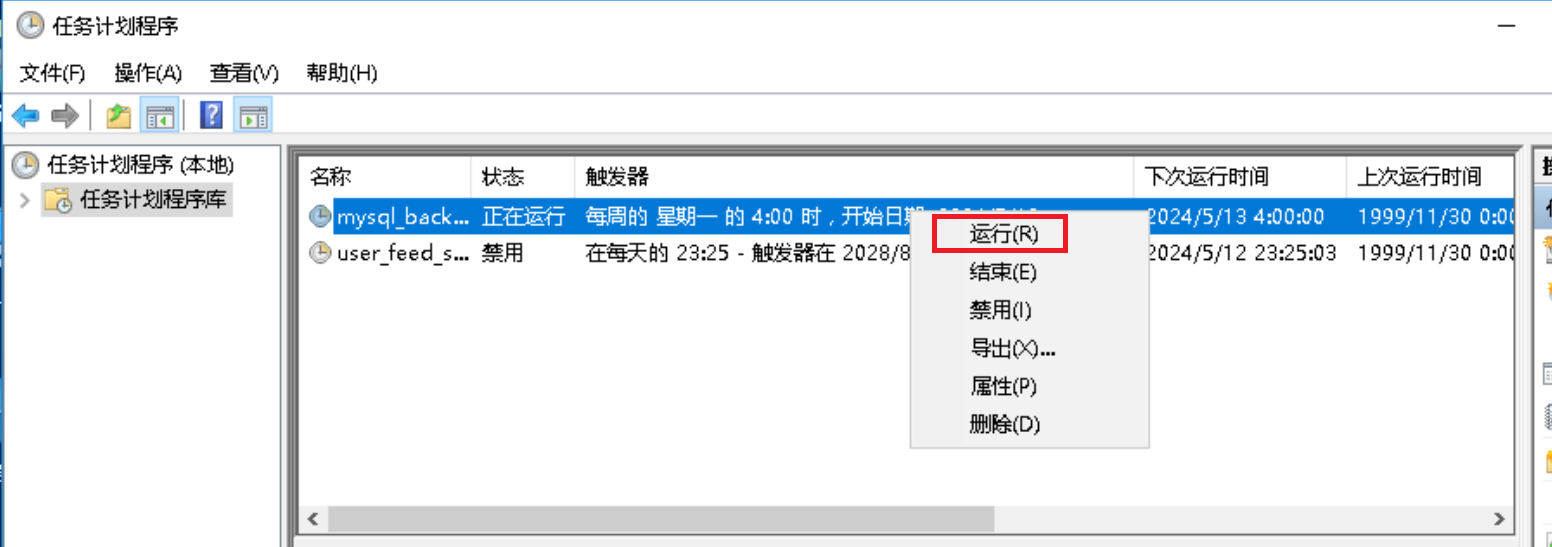 任务计划程序
文件(F) 操作(A) 查看(V) 帮助(H)
任务计划程序 (本地)
任务计划程序库
名称 状态 触发器 下次运行时间 上次运行时间
mysql_back... 正在运行 每周的 星期一 的 4:00 时，开始日期 2024/5/13 4:00:00 1999/11/30 0:00
user_feed_s... 禁用 在每天的 23:25 - 触发器在 2028/8 2024/5/12 23:25:03 1999/11/30 0:00
运行(R)
结束(E)
禁用(I)
导出(X)...
属性(P)
删除(D)